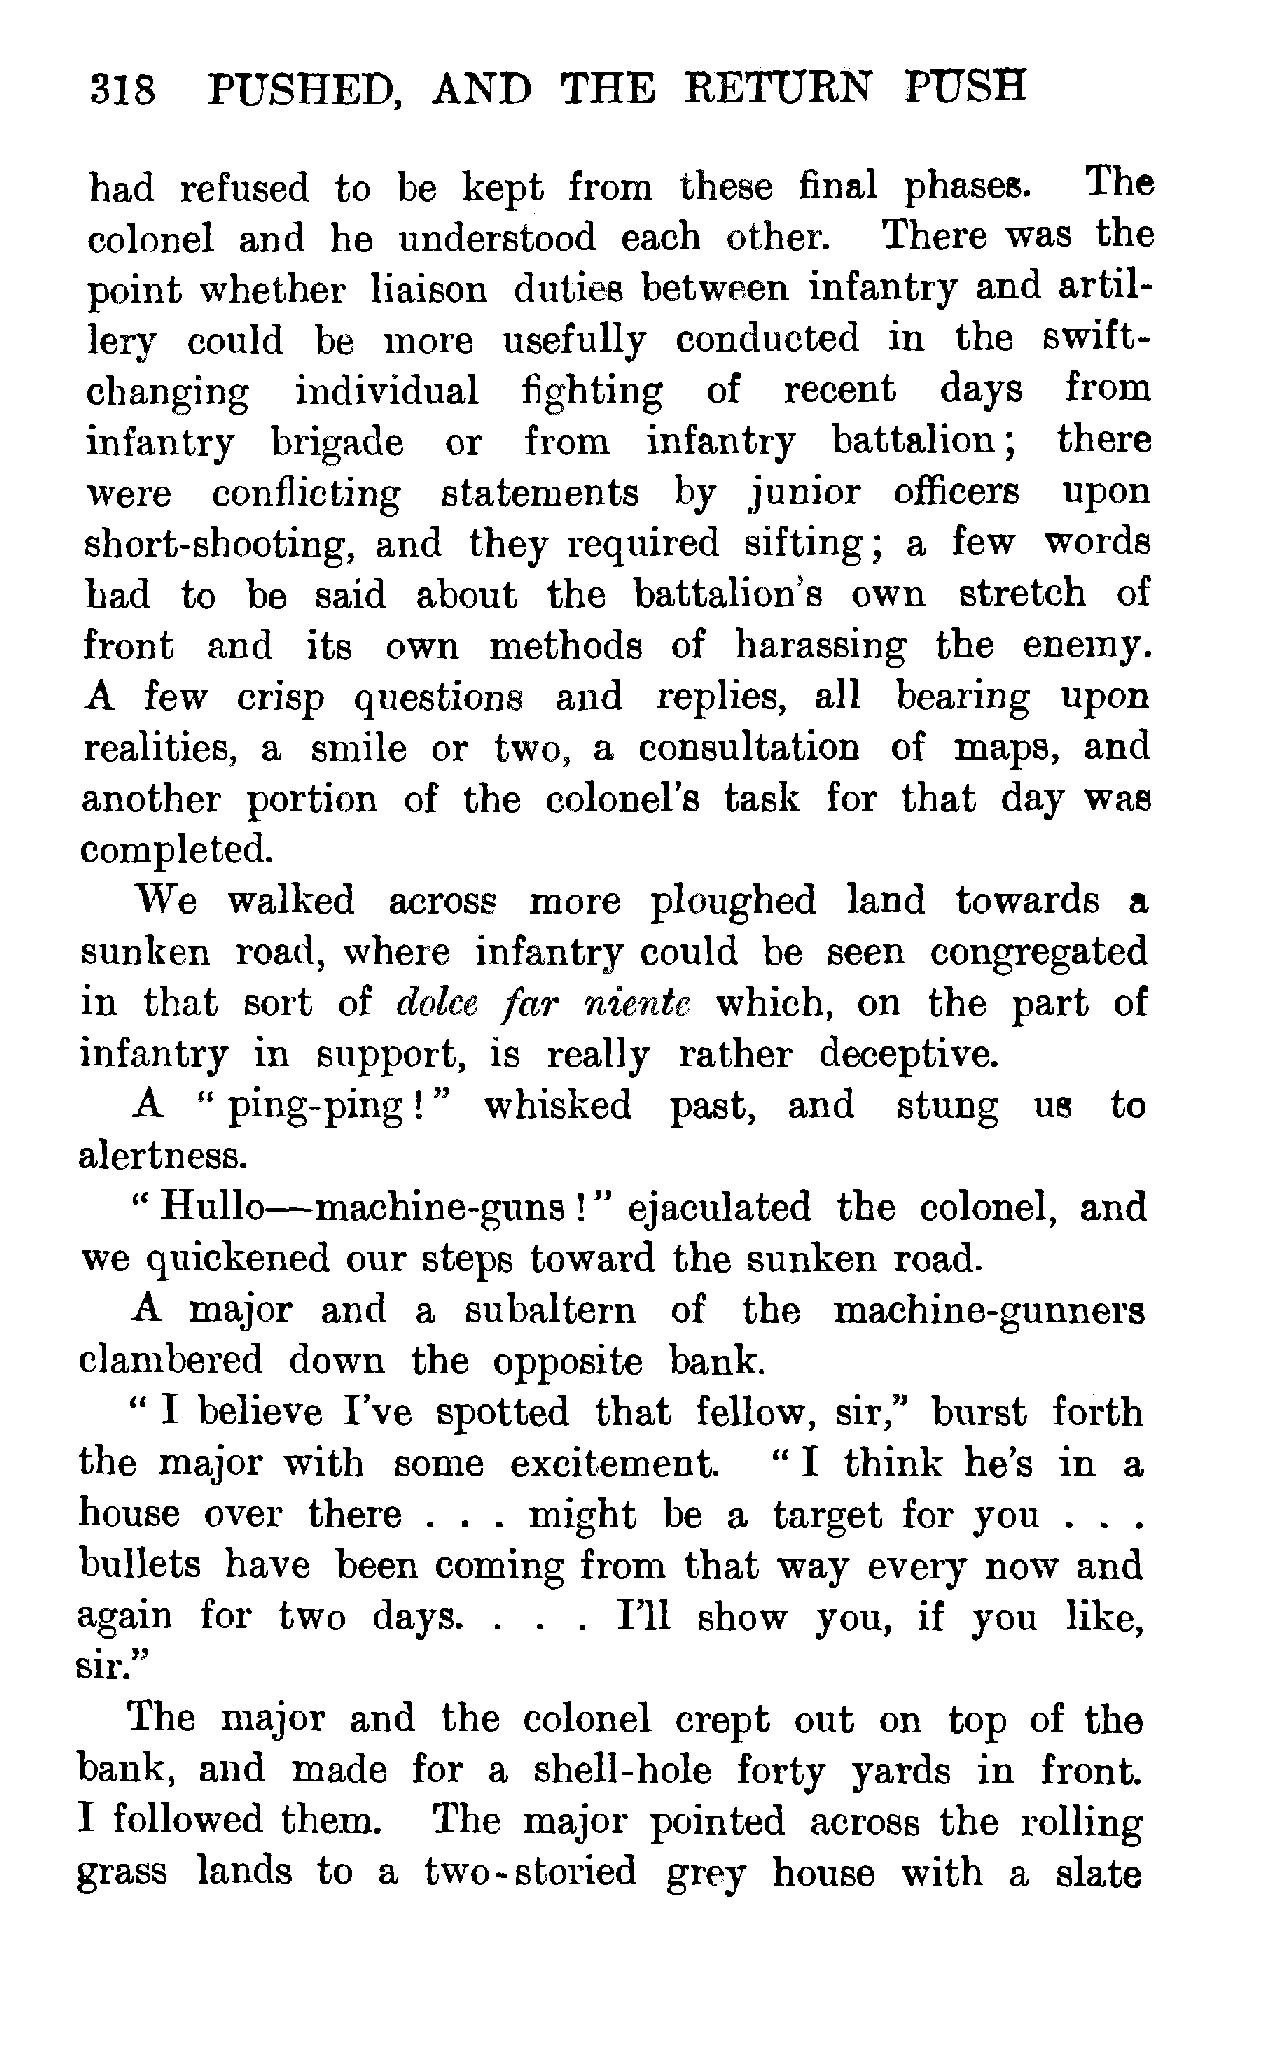 318 PUSHED, AND THE RETURN PUSH
had refused to be kept from these final phases. The
colonel and he understood each other. There was the
point whether liaison duties between infantry and artil-
lery could be more usefully conducted in the swift-
changing individual fighting of recent days from
infantry brigade or from infantry battalion; there
were conflicting statements by junior officers upon
short-shooting, and they required sifting; a few words
had to be said about the battalion's own stretch of
front and its own methods of harassing the enemy.
A few crisp questions and replies, all bearing upon
realities, a smile or two, a consultation of maps, and
another portion of the colonel's task for that day was
completed.
We walked across more ploughed land towards a
sunken road, where infantry could be seen congregated
in that sort of dolce far niente which, on the part of
infantry in support, is really rather deceptive.
A “ping-ping!” whisked past, and stung us to
alertness.
“Hullo—machine-guns!” ejaculated the colonel, and
we quickened our steps toward the sunken road.
A major and a subaltern of the machine-gunners
clambered down the opposite bank.
“I believe I've spotted that fellow, sir,” burst forth
the major with some excitement. “I think he's in a
house over there . . . might be a target for you . . .
bullets have been coming from that way every now and
again for two days. . . . I'll show you, if you like,
sir.”
The major and the colonel crept out on top of the
bank, and made for a shell-hole forty yards in front.
I followed them. The major pointed across the rolling
grass lands to a two-storied grey house with a slate